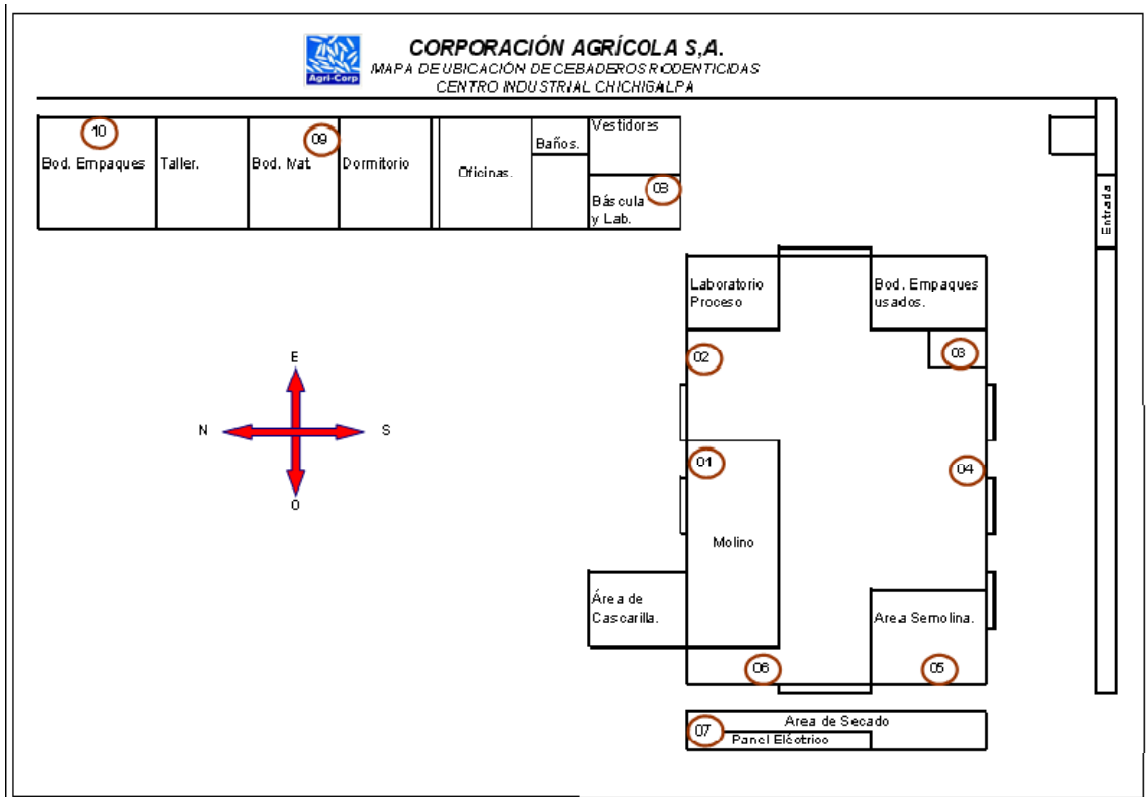 CORPORACIÓN AGRÍCOLA S,A.
MAPA DE UBICACIÓN DE CEBADEROS RODENTICIDAS
CENTRO INDUSTRIAL CHICHIGALPA
Agri-Corp
10
Bod. Empaques
Taller.
09
Bod. Mat.
Dormitorio
Oficinas.
Baños.
Vestidores
08
Báscula
y Lab.
Entrada
Laboratorio
Proceso
Bod. Empaques
usados.
02
03
E
N
S
O
01
04
Molino
Área de
Cascarilla.
Area Semolina.
06
05
07
Area de Secado
Panel Eléctrico